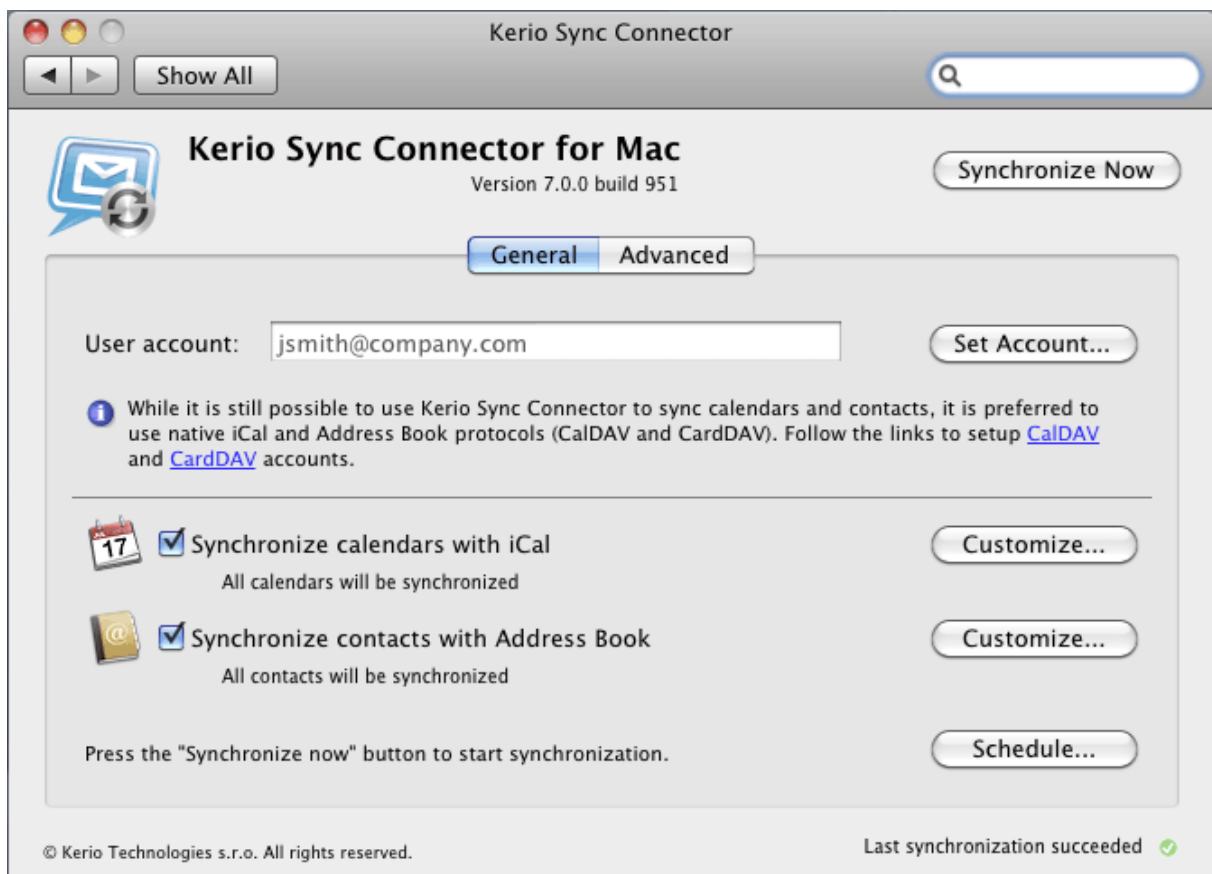 Kerio Sync Connector
Show All
Kerio Sync Connector for Mac
Version 7.0.0 build 951
Synchronize Now
General Advanced
User account: jsmith@company.com Set Account...
While it is still possible to use Kerio Sync Connector to sync calendars and contacts, it is preferred to
use native iCal and Address Book protocols (CalDAV and CardDAV). Follow the links to setup CalDAV
and CardDAV accounts.
17
Synchronize calendars with iCal Customize...
All calendars will be synchronized
@
Synchronize contacts with Address Book Customize...
All contacts will be synchronized
Press the "Synchronize now" button to start synchronization. Schedule...
© Kerio Technologies s.r.o. All rights reserved. Last synchronization succeeded